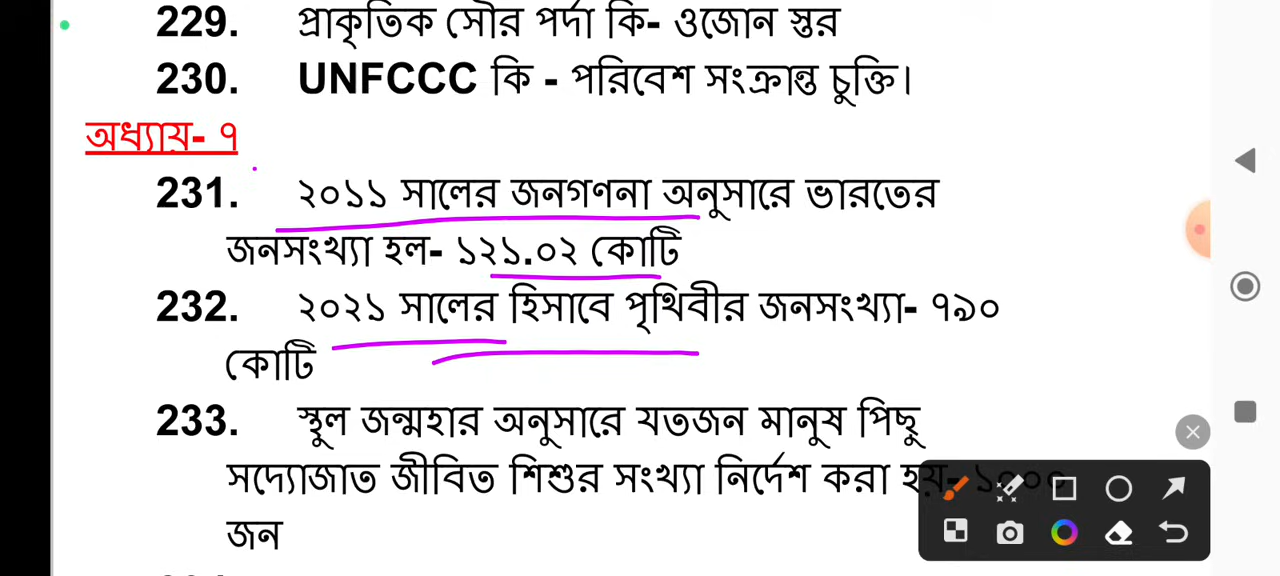 229. প্রাকৃতিক সৌর পর্দা কি- ওজোন স্তর
230. UNFCCC কি - পরিবেশ সংক্রান্ত চুক্তি।
অধ্যায়- ৭
231. ২০১১ সালের জনগণনা অনুসারে ভারতের
জনসংখ্যা হল- ১২১.০২ কোটি
232. ২০২১ সালের হিসাবে পৃথিবীর জনসংখ্যা- ৭৯০
কোটি
233. স্থূল জন্মহার অনুসারে যতজন মানুষ পিছু
সদ্যোজাত জীবিত শিশুর সংখ্যা নির্দেশ করা হয়- ১০০০
জন